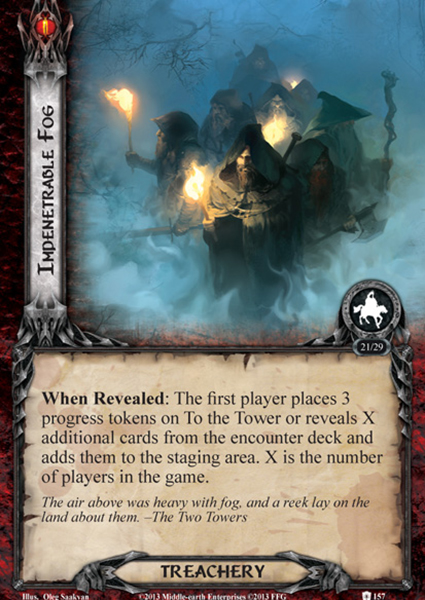 Impenetrable Fog
21/29
When Revealed: The first player places 3
progress tokens on To the Tower or reveals X
additional cards from the encounter deck and
adds them to the staging area. X is the number
of players in the game.
The air above was heavy with fog, and a reek lay on the
land about them. –The Two Towers
TREACHERY
Illus. Oleg Saakyan ©2013 Middle-earth Enterprises ©2013 FFG 157